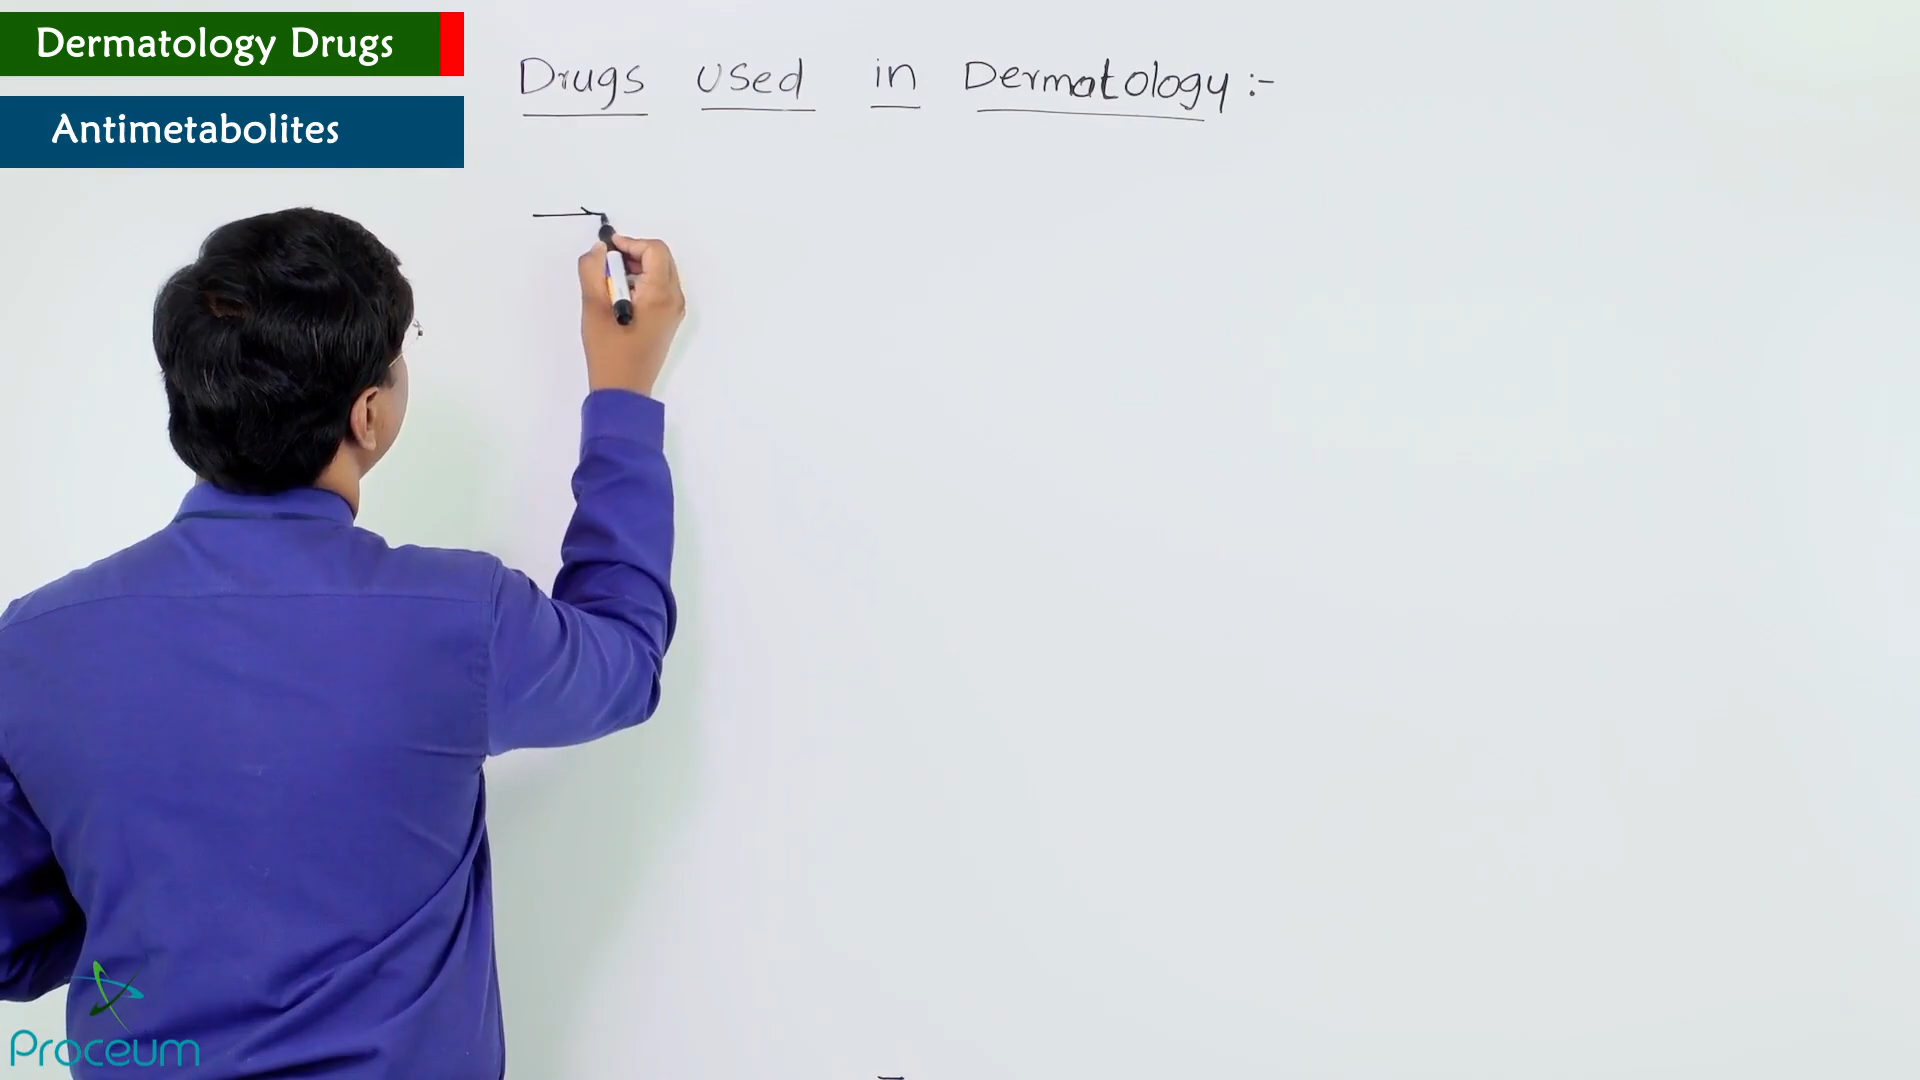 Dermatology Drugs
Antimetabolites
Drugs used in Dermatology :-
Proceum